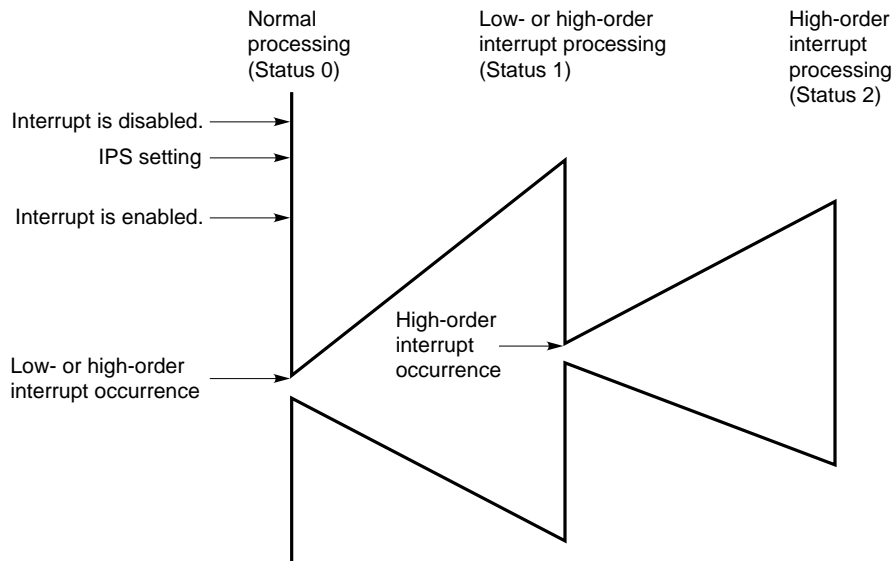 Normal
processing
(Status 0)
Low- or high-order
interrupt processing
(Status 1)
High-order
interrupt
processing
(Status 2)
Interrupt is disabled.
IPS setting
Interrupt is enabled.
High-order
interrupt
occurrence
Low- or high-order
interrupt occurrence